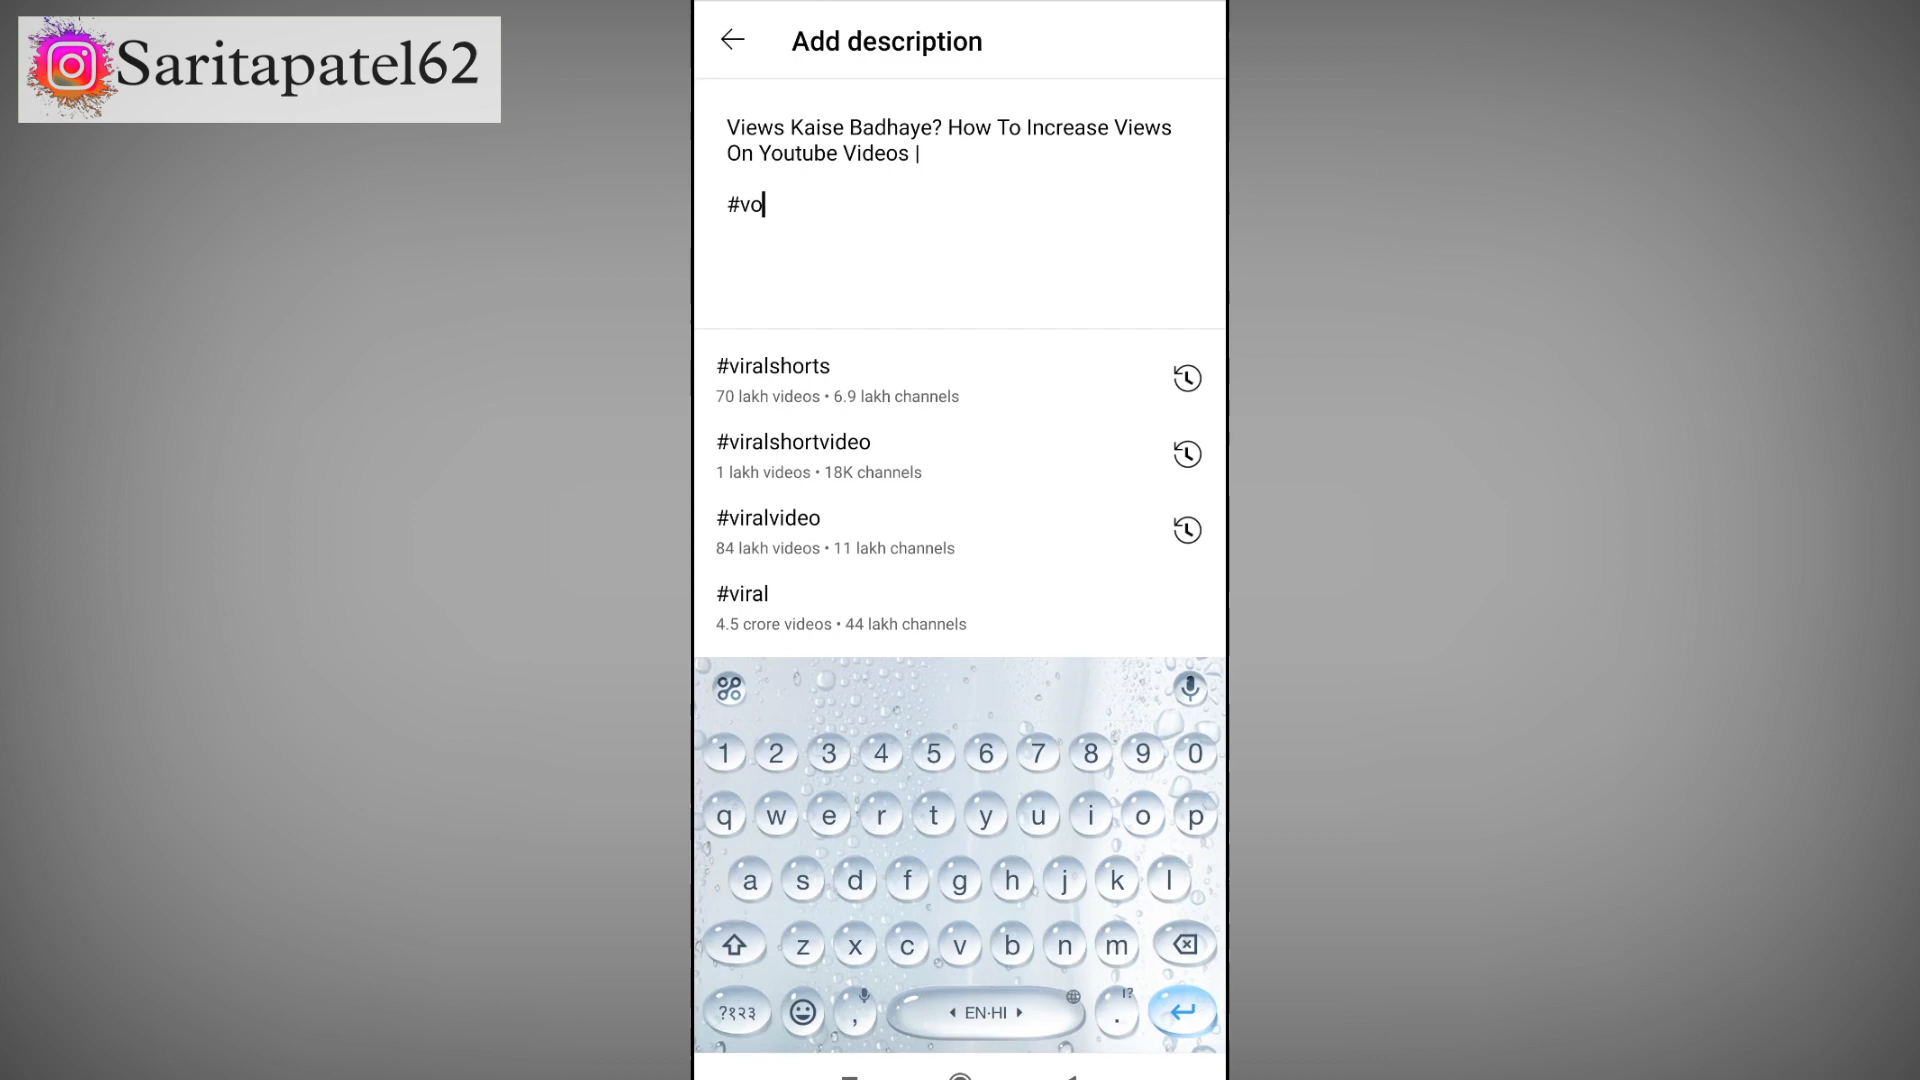 Saritapatel62
Add description
Views Kaise Badhaye? How To Increase Views
On Youtube Videos |
#vo
#viralshorts
70 lakh videos • 6.9 lakh channels
#viralshortvideo
1 lakh videos • 18K channels
#viralvideo
84 lakh videos • 11 lakh channels
#viral
4.5 crore videos • 44 lakh channels
1 2 3 4 5 6 7 8 9 0
q w e r t y u i o p
a s d f g h j k l
z x c v b n m
?१२३ , EN·HI . !?